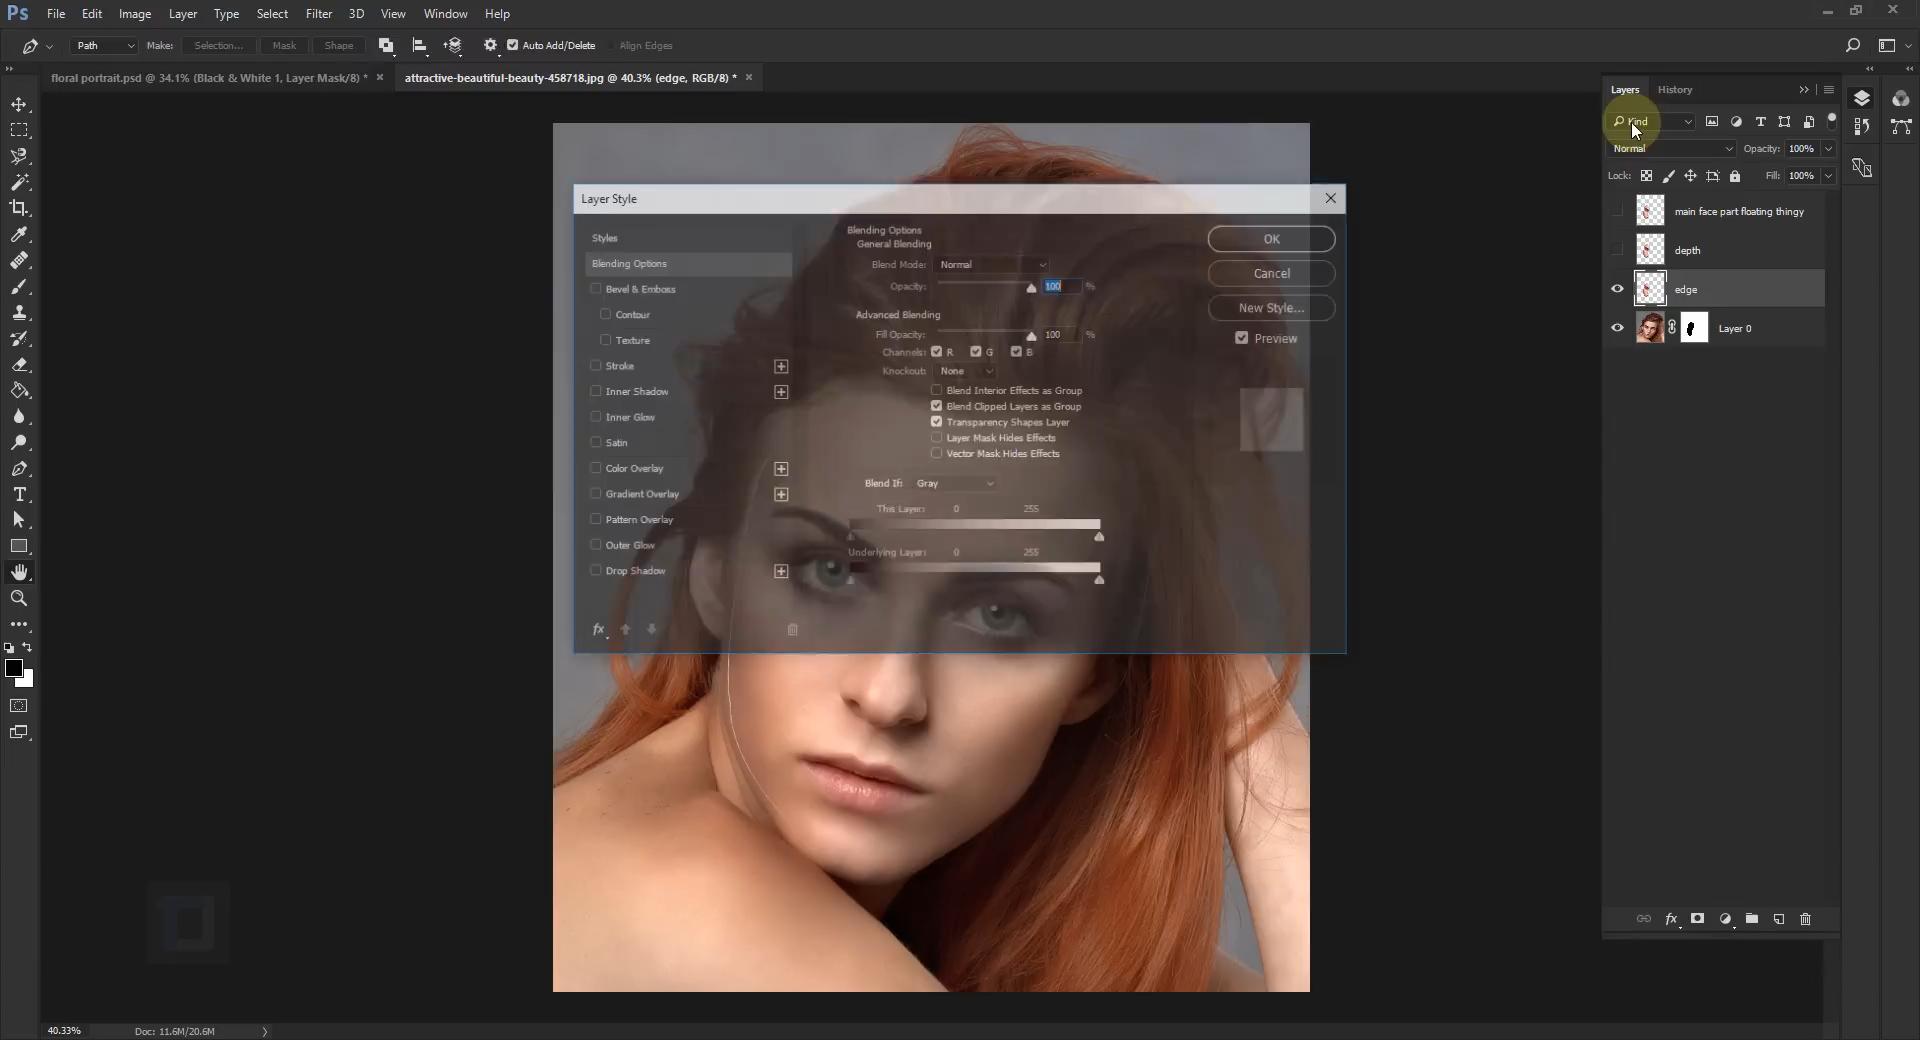 Ps File Edit Image Layer Type Select Filter 3D View Window Help
Path Make: Selection... Mask Shape Auto Add/Delete Align Edges
floral portrait.psd @ 34.1% (Black & White 1, Layer Mask/8) * × attractive-beautiful-beauty-458718.jpg @ 40.3% (edge, RGB/8) * ×
Layers History
Kind
Normal Opacity: 100%
Lock: Fill: 100%
main face part floating thingy
depth
edge
Layer 0
Layer Style
Styles
Blending Options
Bevel & Emboss
Contour
Texture
Stroke
Inner Shadow
Inner Glow
Satin
Color Overlay
Gradient Overlay
Pattern Overlay
Outer Glow
Drop Shadow
fx
Blending Options
General Blending
Blend Mode: Normal
Opacity: 100 %
Advanced Blending
Fill Opacity: 100 %
Channels: R G B
Knockout: None
Blend Interior Effects as Group
Blend Clipped Layers as Group
Transparency Shapes Layer
Layer Mask Hides Effects
Vector Mask Hides Effects
Blend If: Gray
This Layer: 0 255
Underlying Layer: 0 255
OK
Cancel
New Style...
Preview
fx
40.33% Doc: 11.6M/20.6M